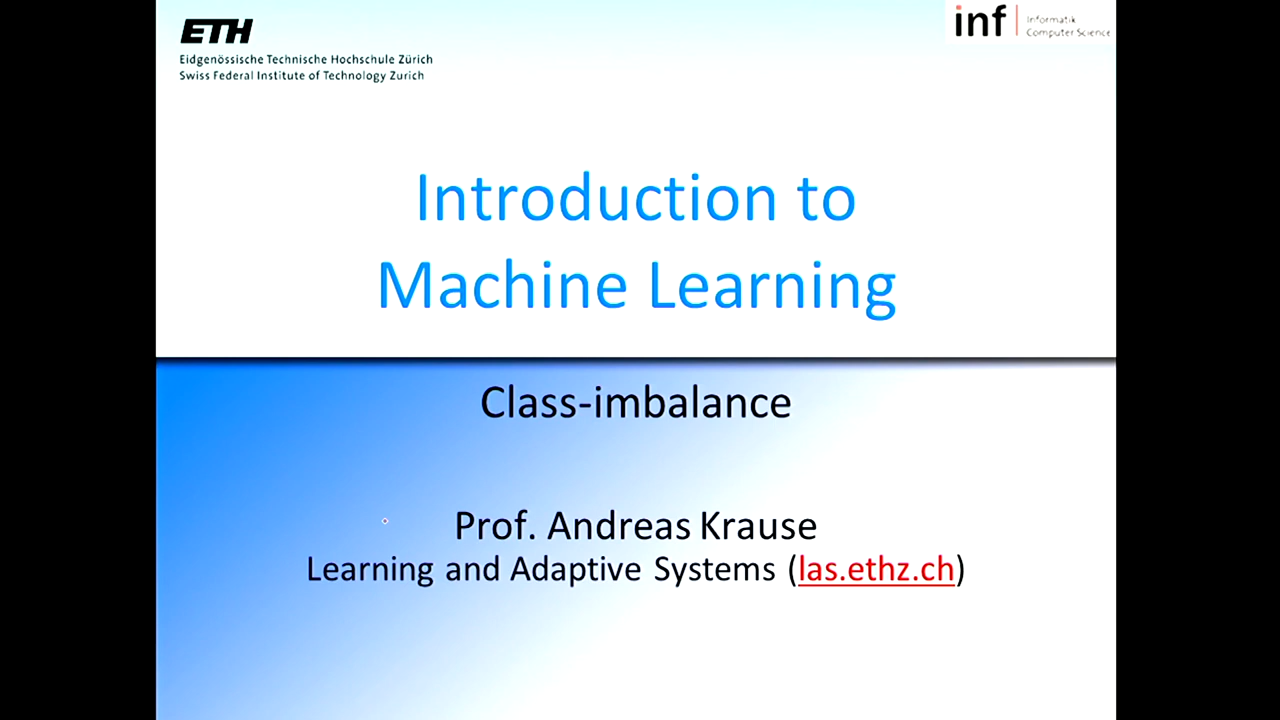 ETH
Eidgenössische Technische Hochschule Zürich
Swiss Federal Institute of Technology Zurich
inf
Informatik
Computer Science
Introduction to
Machine Learning
Class-imbalance
Prof. Andreas Krause
Learning and Adaptive Systems (las.ethz.ch)